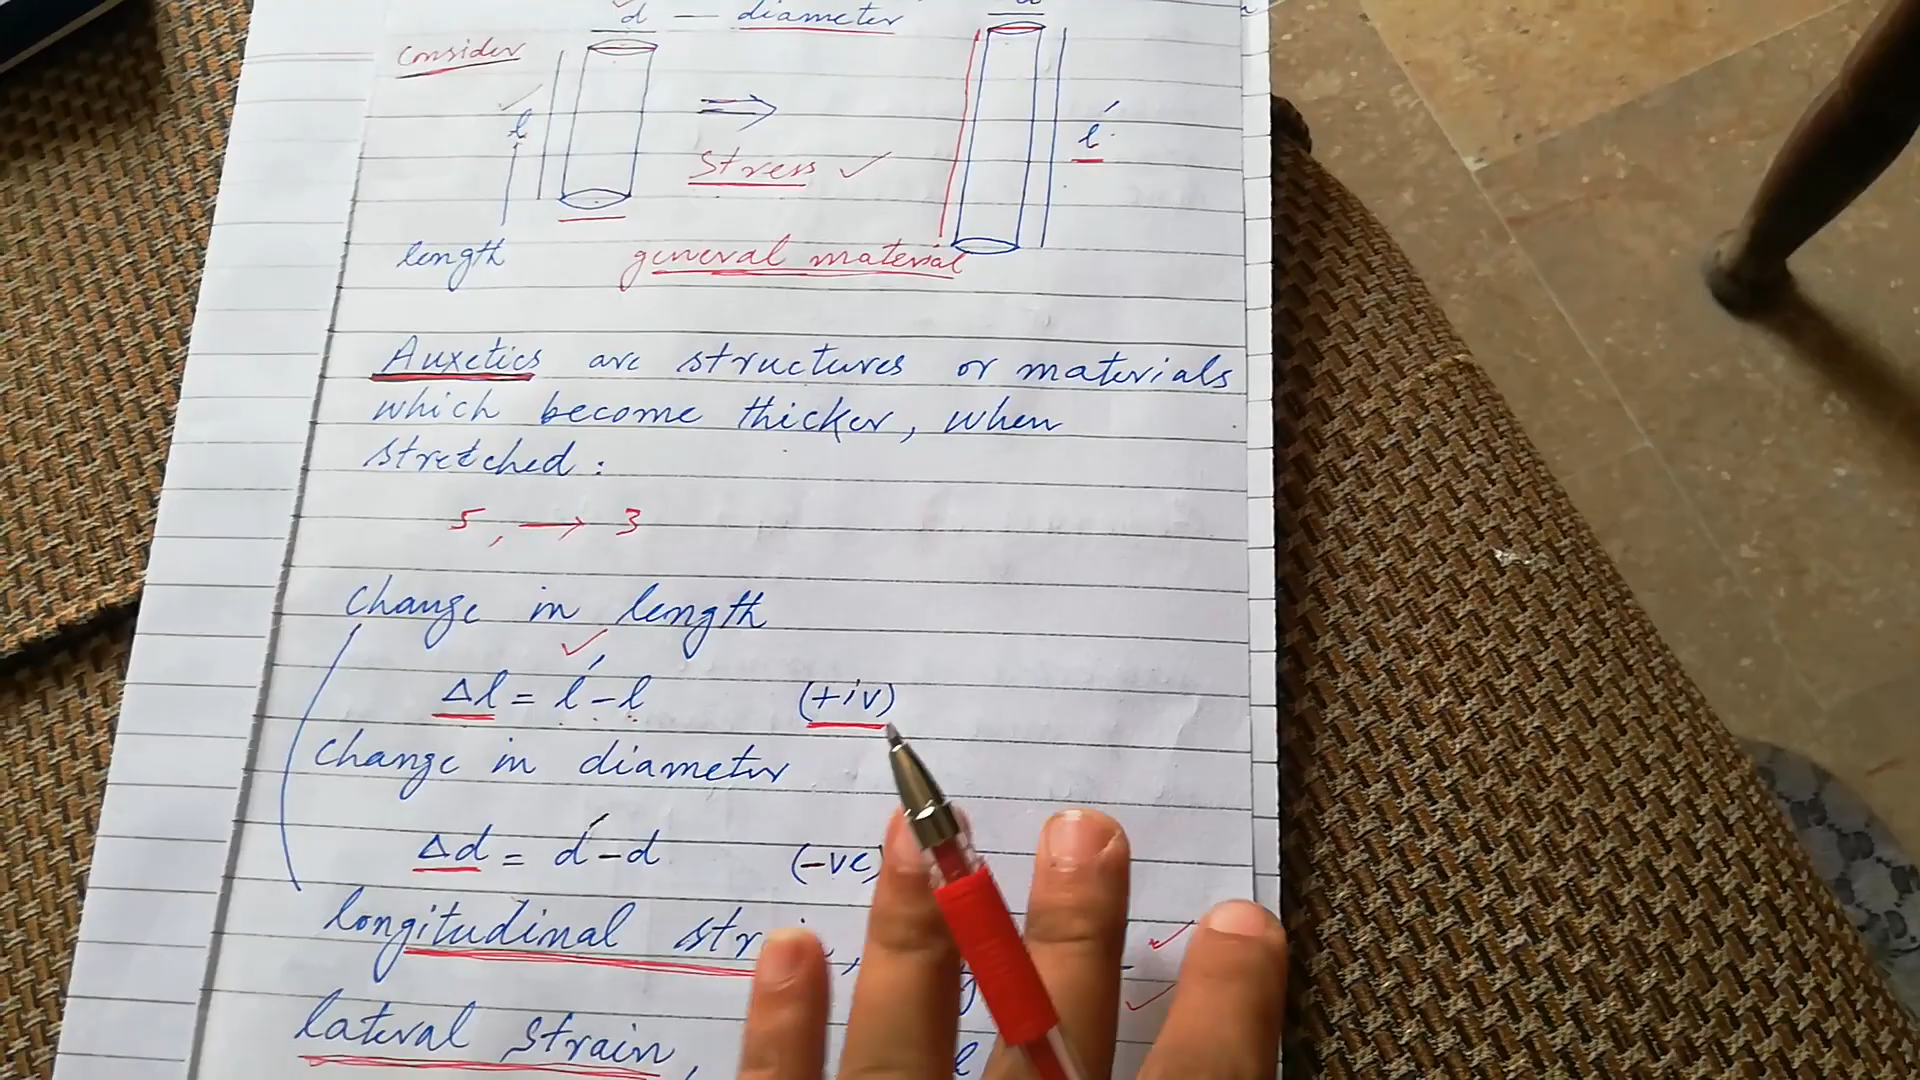 d — diameter
consider
l
l'
Stress ✓
length
general material
Auxetics are structures or materials
which become thicker, when
stretched :
5, → 3
Change in length
Δl = l' - l (+iv)
Change in diameter
Δd = d' - d (-ve)
longitudinal
lateral strain,